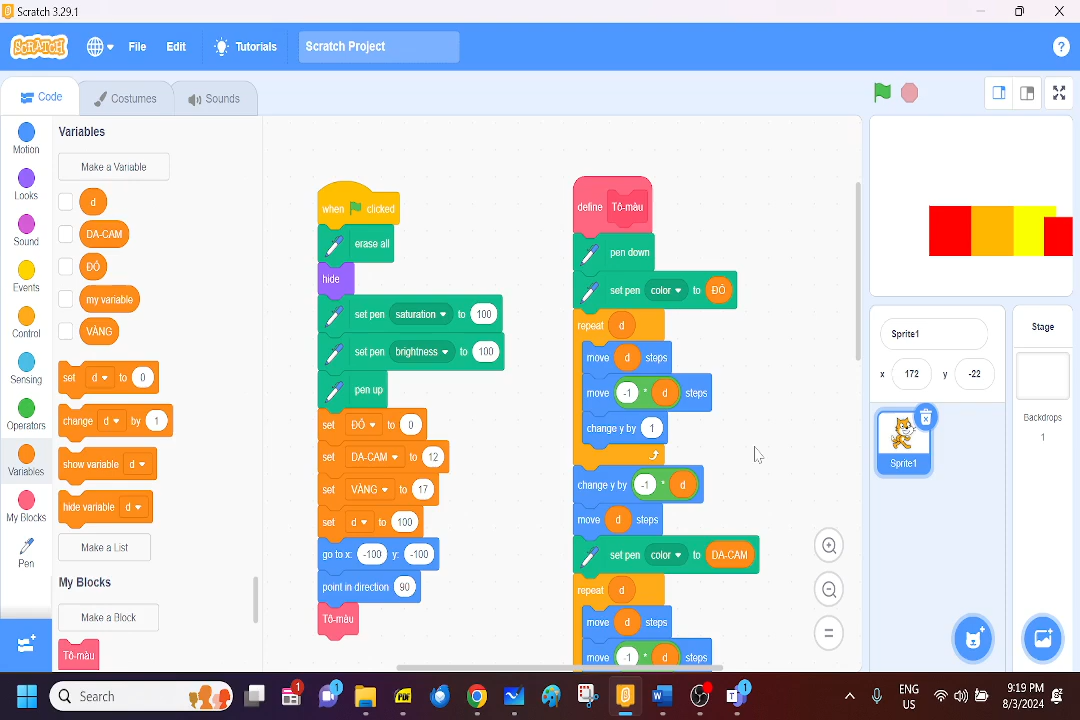 Scratch 3.29.1
SCRATCH
File
Edit
Tutorials
Scratch Project
?
Code
Costumes
Sounds
Motion
Looks
Sound
Events
Control
Sensing
Operators
Variables
My Blocks
Pen
Variables
Make a Variable
d
DA-CAM
ĐỎ
my variable
VÀNG
set d to 0
change d by 1
show variable d
hide variable d
Make a List
My Blocks
Make a Block
Tô-màu
when clicked
erase all
hide
set pen saturation to 100
set pen brightness to 100
pen up
set ĐỎ to 0
set DA-CAM to 12
set VÀNG to 17
set d to 100
go to x: -100 y: -100
point in direction 90
Tô-màu
define Tô-màu
pen down
set pen color to ĐỎ
repeat d
move d steps
move -1 * d steps
change y by 1
change y by -1 * d
move d steps
set pen color to DA-CAM
repeat d
move d steps
move -1 * d steps
Sprite1
x 172 y -22
Sprite1
Stage
Backdrops
1
Search
PDF
1
1
1
ENG
US
9:19 PM
8/3/2024